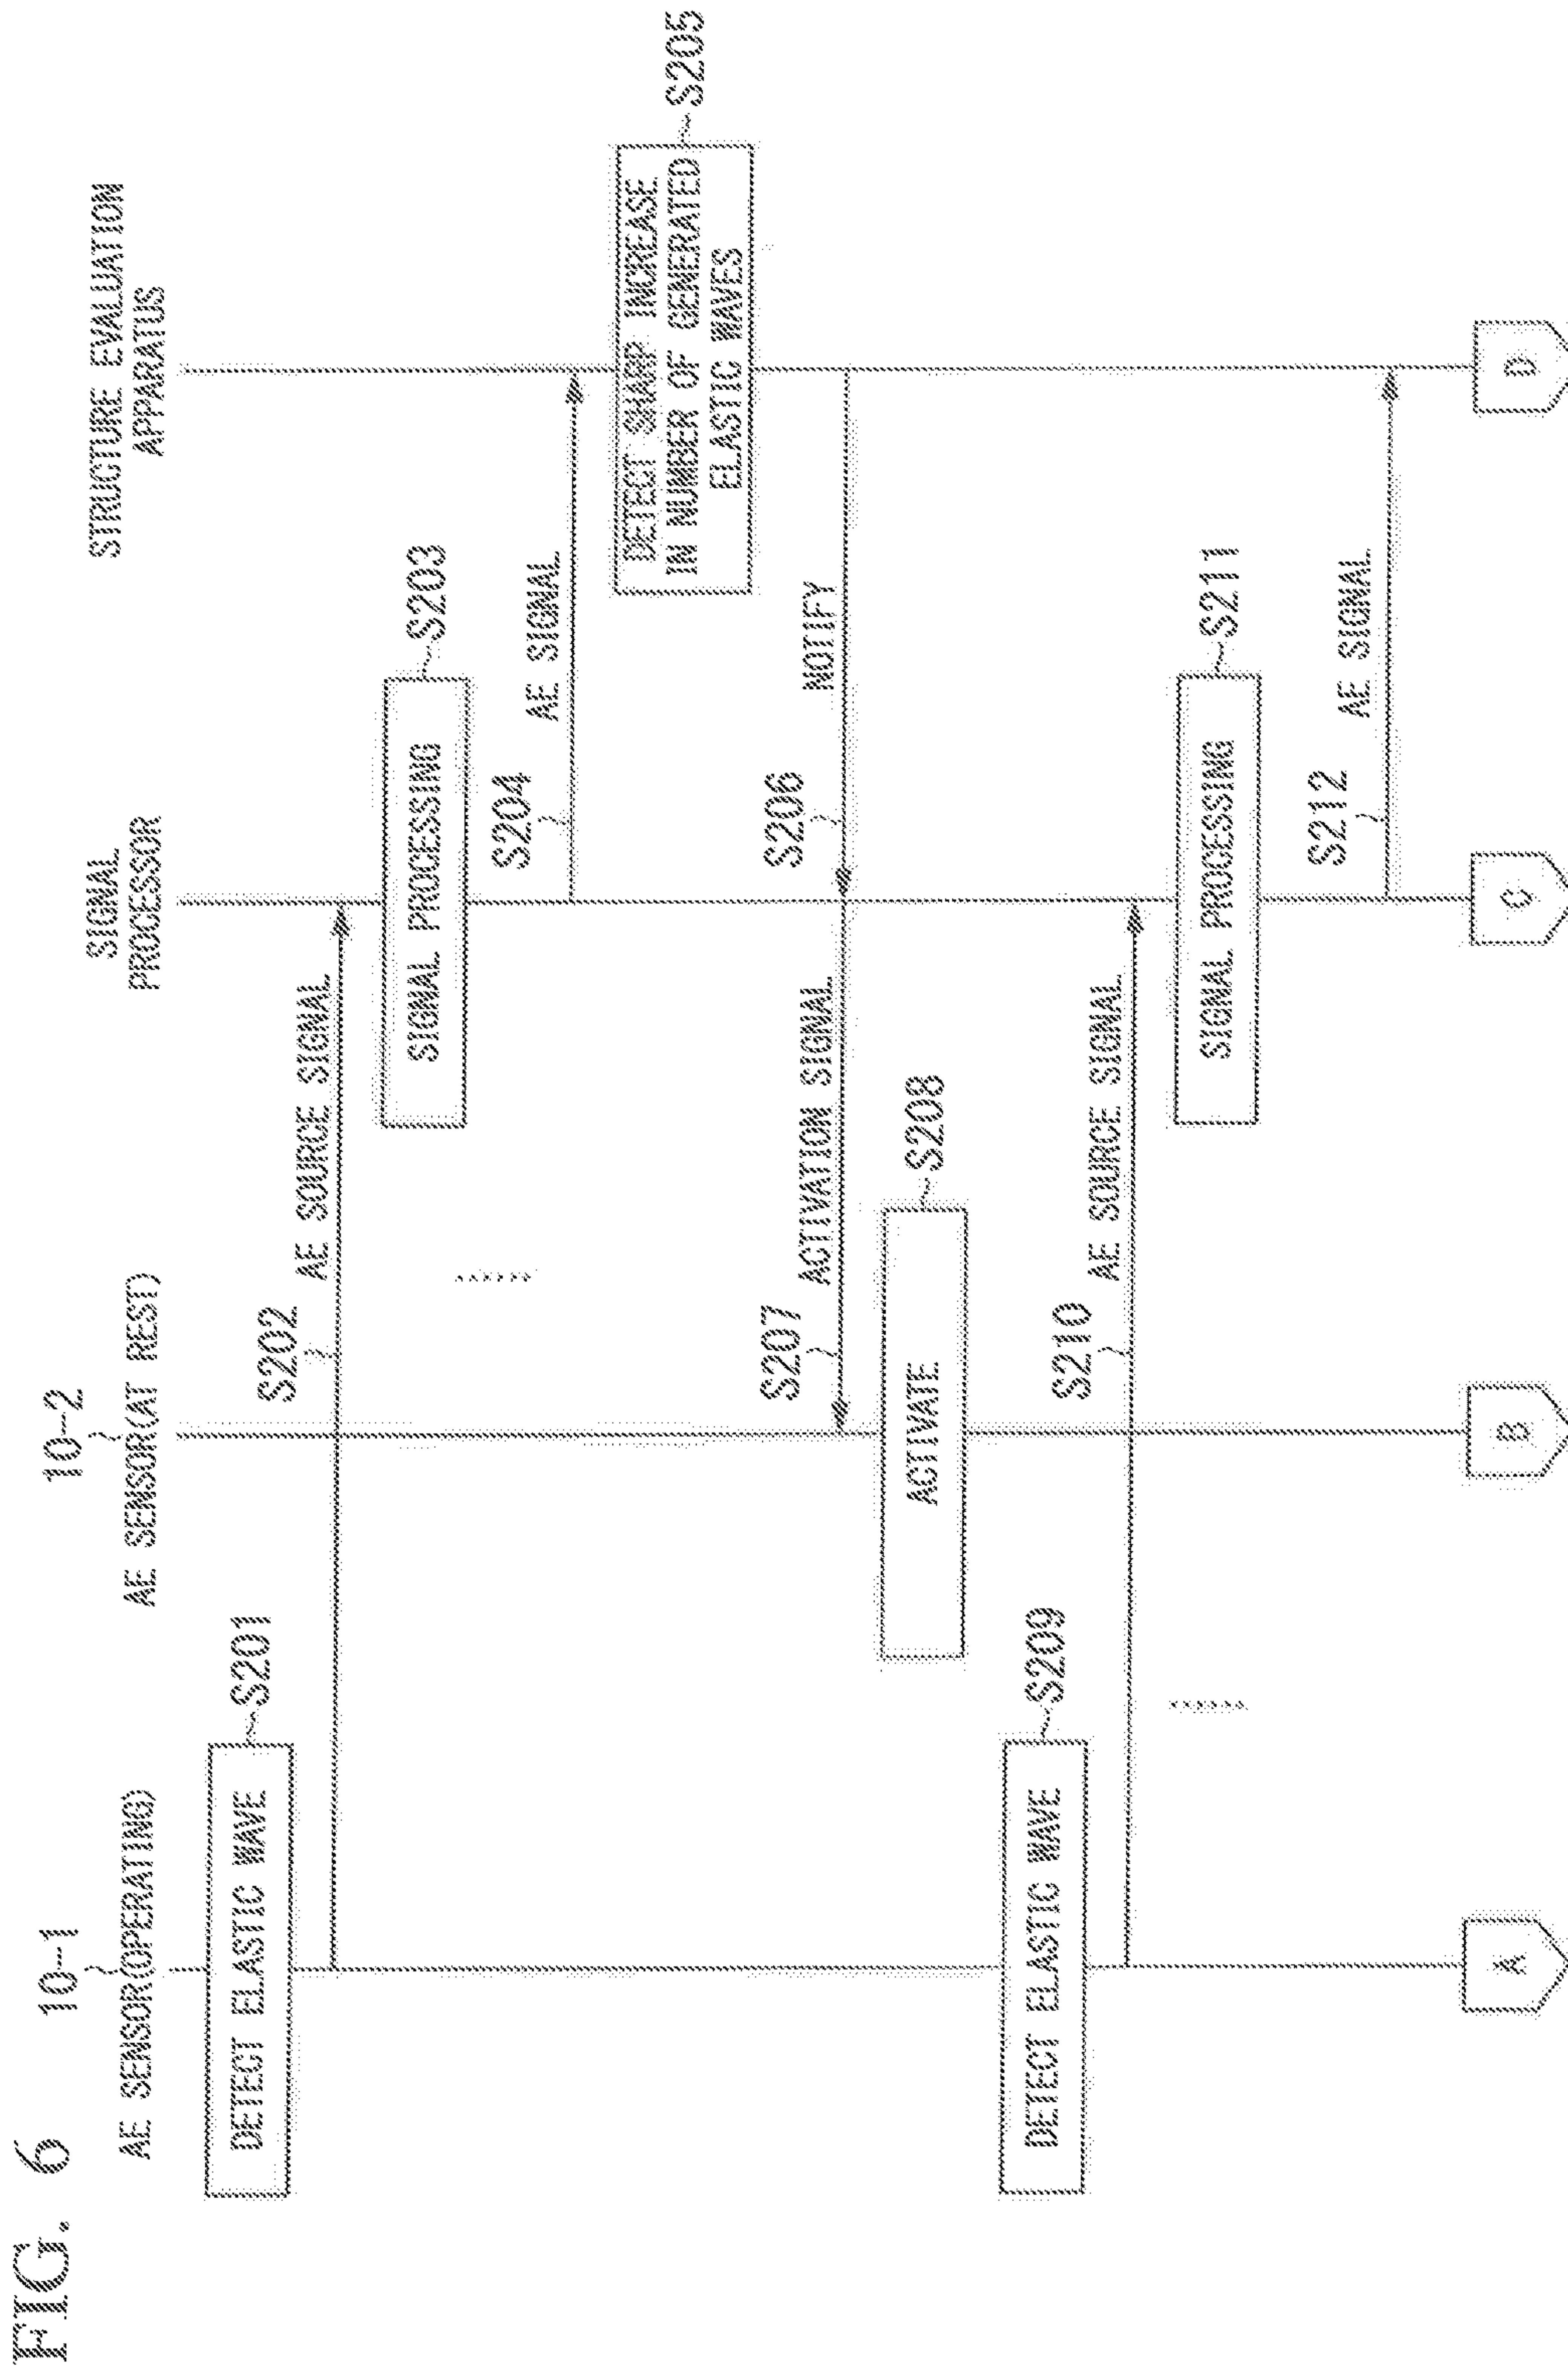 FIG. 6
10-1
AE SENSOR(OPERATING)
10-2
AE SENSOR(AT REST)
SIGNAL
PROCESSOR
STRUCTURE EVALUATION
APPARATUS
DETECT ELASTIC WAVE
S201
S202
AE SOURCE SIGNAL
SIGNAL PROCESSING
S203
S204
AE SIGNAL
DETECT SHARP INCREASE
IN NUMBER OF GENERATED
ELASTIC WAVES
S205
S206
NOTIFY
S207
ACTIVATION SIGNAL
ACTIVATE
S208
DETECT ELASTIC WAVE
S209
S210
AE SOURCE SIGNAL
SIGNAL PROCESSING
S211
S212
AE SIGNAL
A
B
C
D